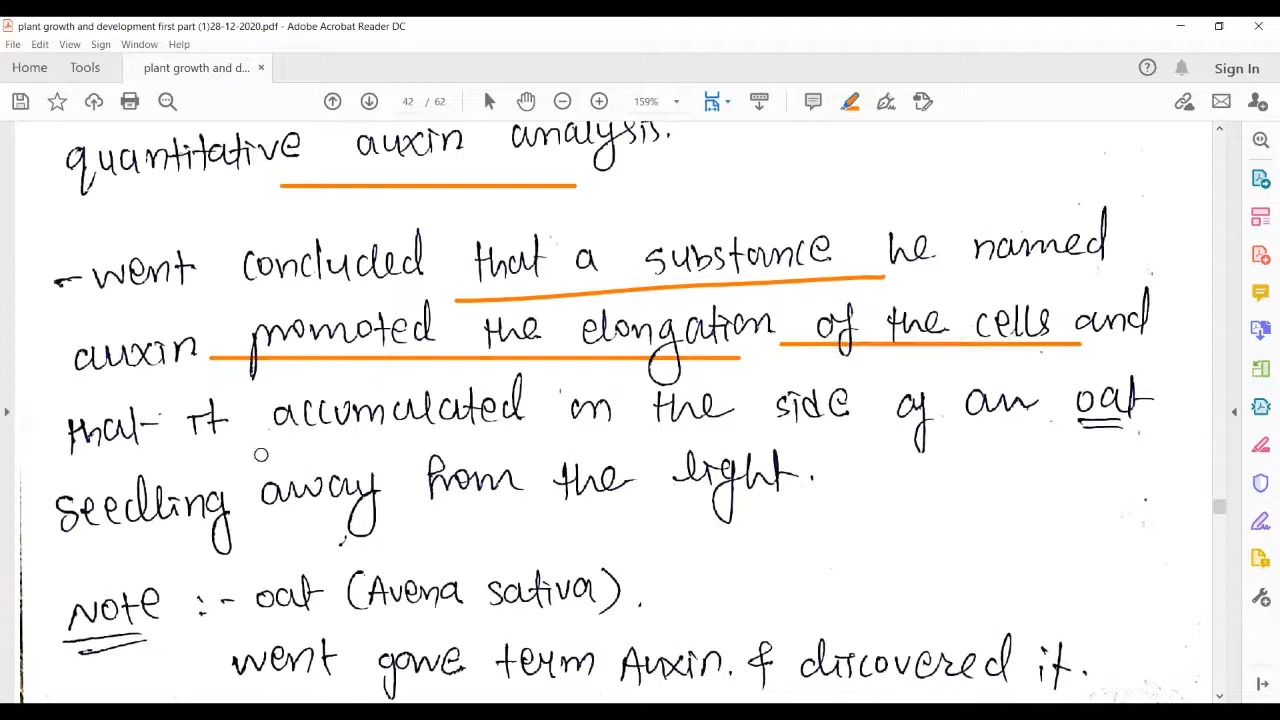 plant growth and development first part (1)28-12-2020.pdf - Adobe Acrobat Reader DC
File Edit View Sign Window Help
Home Tools plant growth and d... × Sign In
42 / 62 159%
quantitative auxin analysis.
- went concluded that a substance he named
auxin promoted the elongation of the cells and
that it accumulated on the side of an oat
seedling away from the light.
Note :- oat (Avena sativa).
went gave term Auxin. & discovered it.